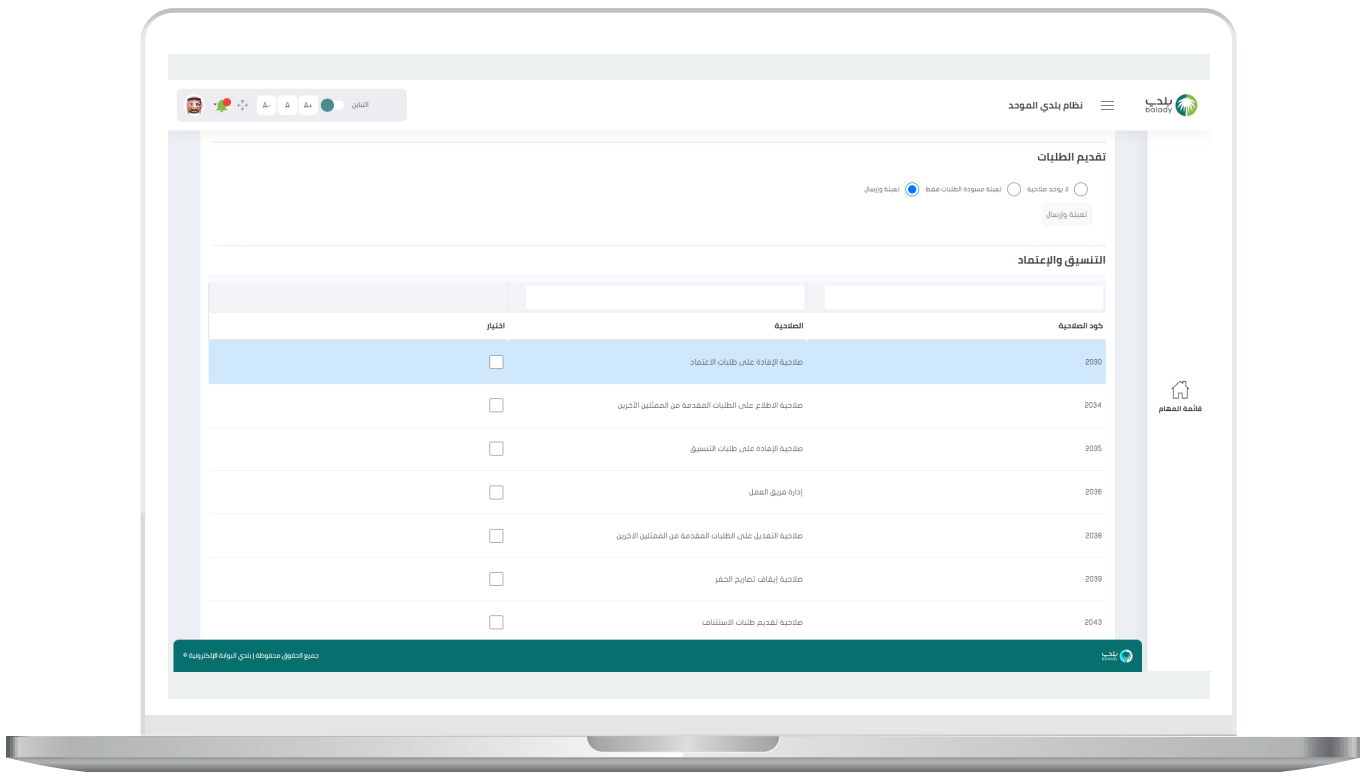 بلدي
balady
نظام بلدي الموحد
التباين
A+ A A-
تقديم الطلبات
لا يوجد صلاحية
تعبئة مسودة الطلبات فقط
تعبئة وإرسال
تعبئة وإرسال
التنسيق والإعتماد
كود الصلاحية الصلاحية اختيار
2030 صلاحية الإفادة على طلبات الاعتماد
2034 صلاحية الاطلاع على الطلبات المقدمة من الممثلين الآخرين
2035 صلاحية الإفادة على طلبات التنسيق
2036 إدارة فريق العمل
2038 صلاحية التعديل على الطلبات المقدمة من الممثلين الاخرين
2039 صلاحية إيقاف تصاريح الحفر
2043 صلاحية تقديم طلبات الاستئناف
قائمة المهام
بلدي
balady
جميع الحقوق محفوظة | بلدي البوابة الإلكترونية ©